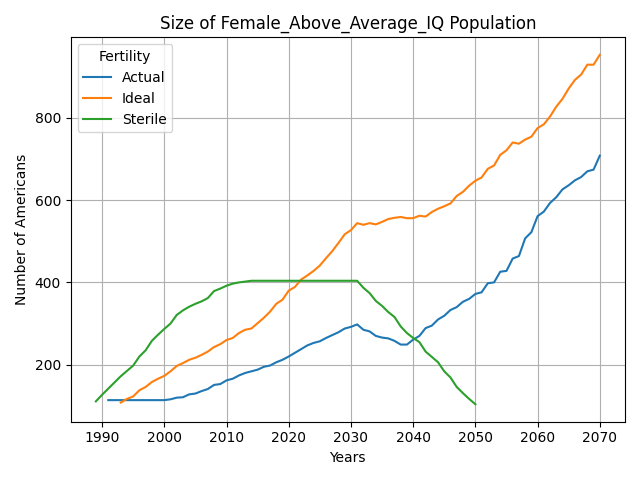 Size of Female_Above_Average_IQ Population
Fertility
Actual
Ideal
Sterile
Number of Americans
800
600
400
200
1990 2000 2010 2020 2030 2040 2050 2060 2070
Years